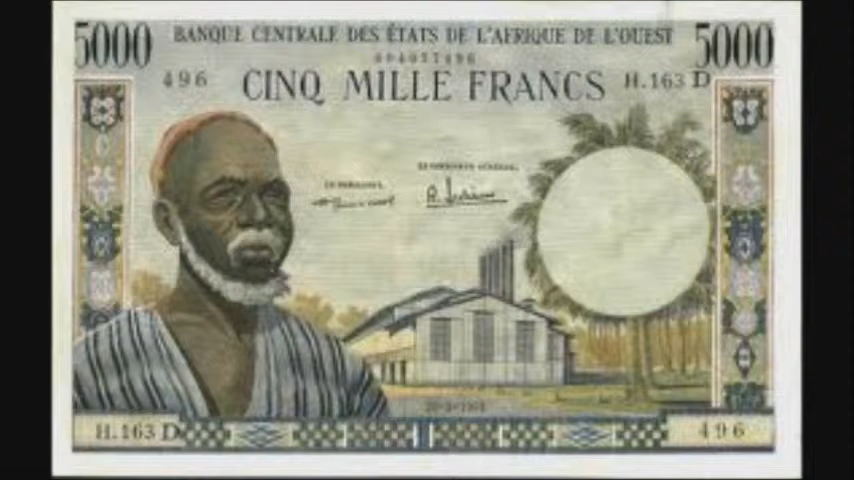 5000 BANQUE CENTRALE DES ÉTATS DE L'AFRIQUE DE L'OUEST 5000
496 CINQ MILLE FRANCS H.163 D
H.163 D 496